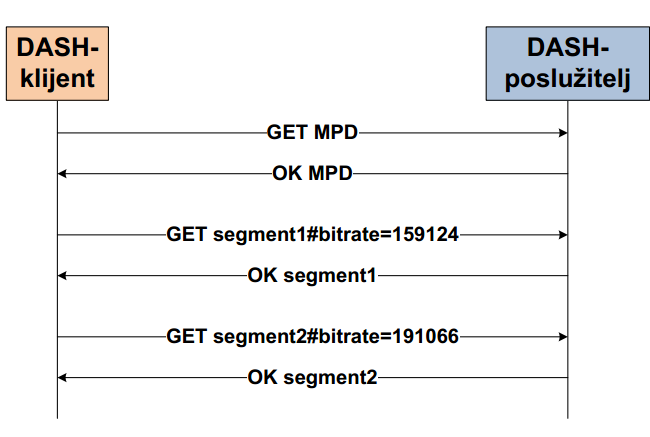 DASH-
klijent
DASH-
poslužitelj
GET MPD
OK MPD
GET segment1#bitrate=159124
OK segment1
GET segment2#bitrate=191066
OK segment2